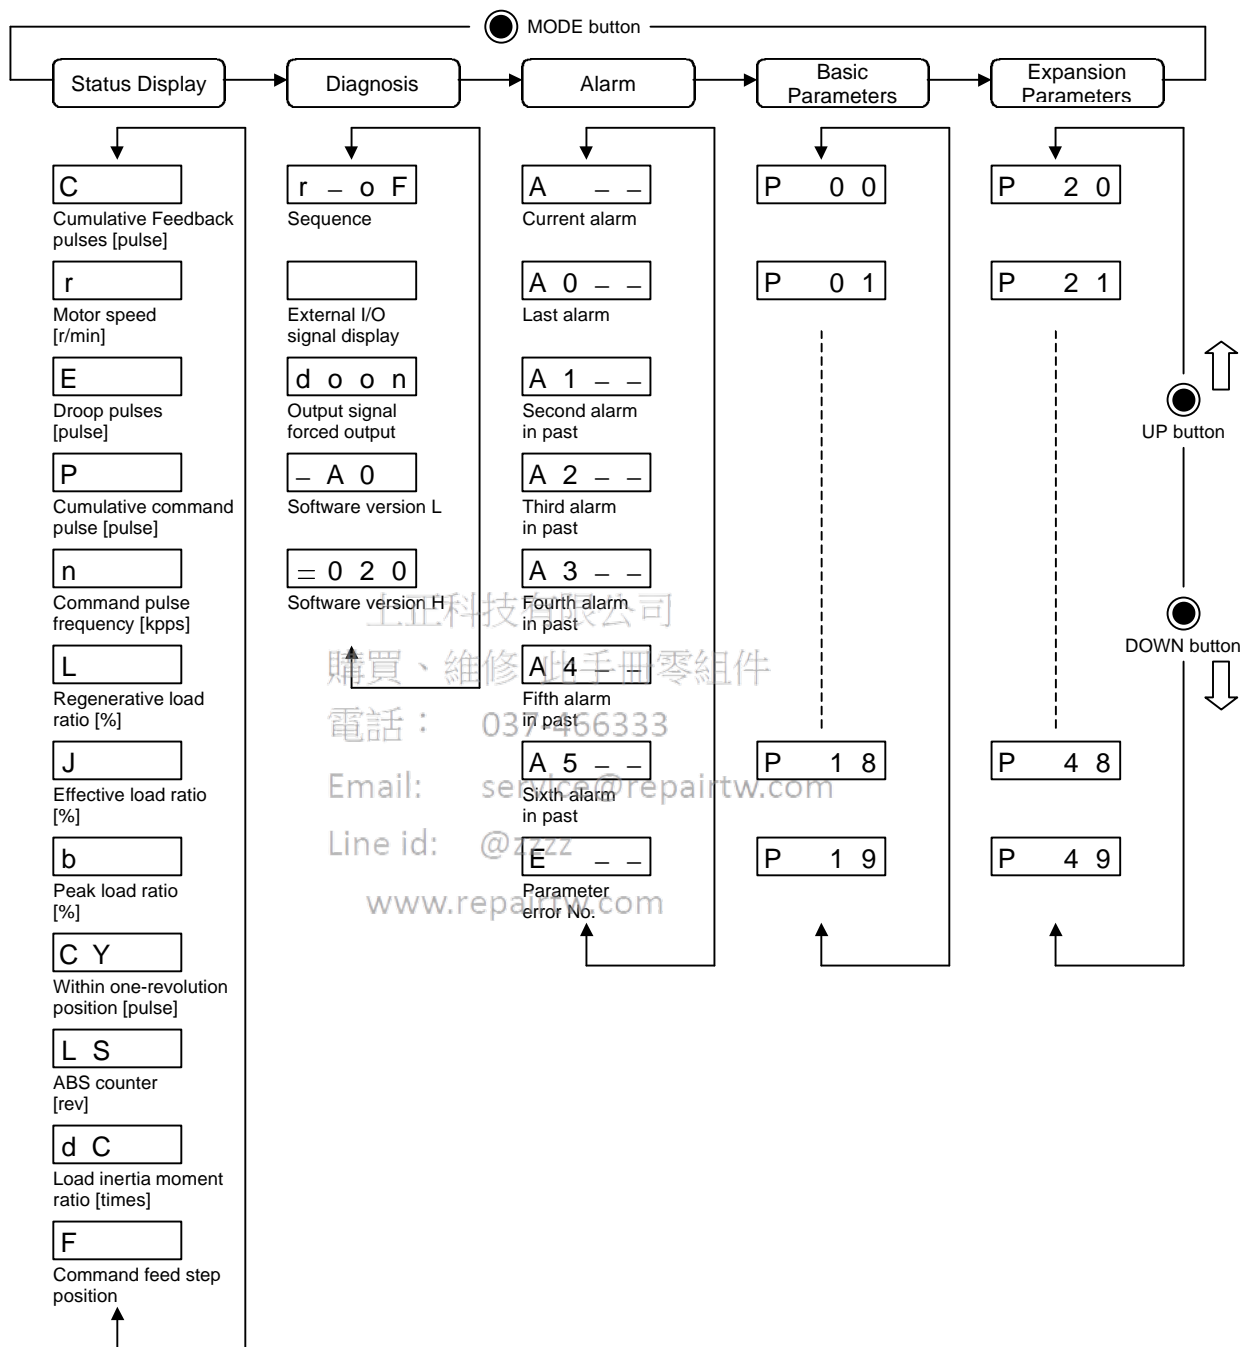 MODE button
Status Display
Diagnosis
Alarm
Basic
Parameters
Expansion
Parameters
C
Cumulative Feedback
pulses [pulse]
r
Motor speed
[r/min]
E
Droop pulses
[pulse]
P
Cumulative command
pulse [pulse]
n
Command pulse
frequency [kpps]
L
Regenerative load
ratio [%]
J
Effective load ratio
[%]
b
Peak load ratio
[%]
C Y
Within one-revolution
position [pulse]
L S
ABS counter
[rev]
d C
Load inertia moment
ratio [times]
F
Command feed step
position
r – o F
Sequence
External I/O
signal display
d o o n
Output signal
forced output
– A 0
Software version L
= 0 2 0
Software version H
A – –
Current alarm
A 0 – –
Last alarm
A 1 – –
Second alarm
in past
A 2 – –
Third alarm
in past
A 3 – –
Fourth alarm
in past
A 4 – –
Fifth alarm
in past
A 5 – –
Sixth alarm
in past
E – –
Parameter
error No.
P 0 0
P 0 1
P 1 8
P 1 9
P 2 0
P 2 1
P 4 8
P 4 9
UP button
DOWN button
上正科技有限公司
購買、維修 此手冊零組件
電話： 037-466333
Email: service@repairtw.com
Line id: @zzzz
www.repairtw.com